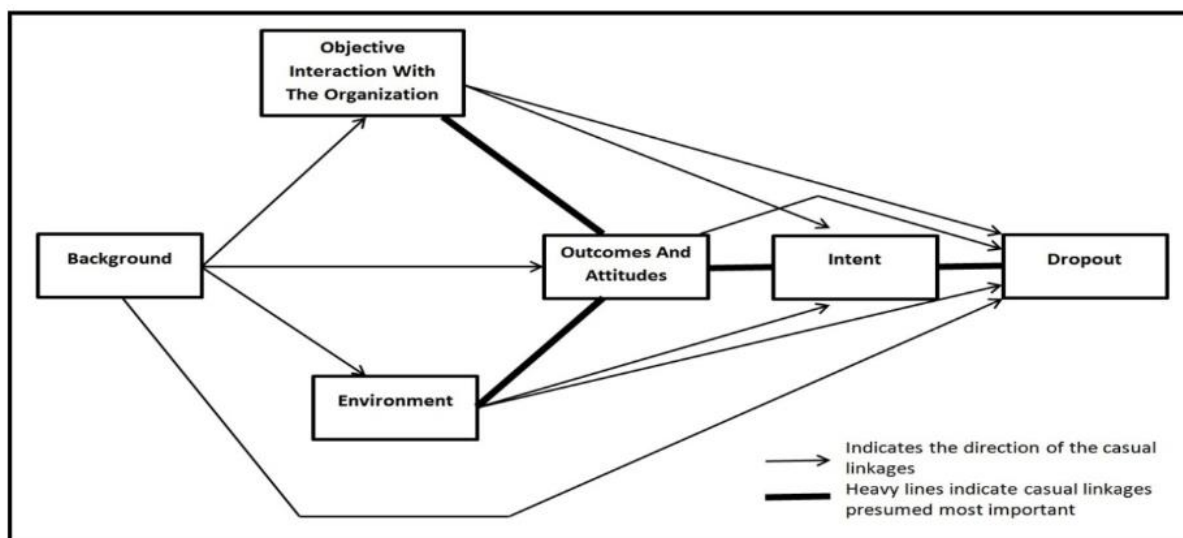 Objective
Interaction With
The Organization
Background
Outcomes And
Attitudes
Intent
Dropout
Environment
Indicates the direction of the casual
linkages
Heavy lines indicate casual linkages
presumed most important